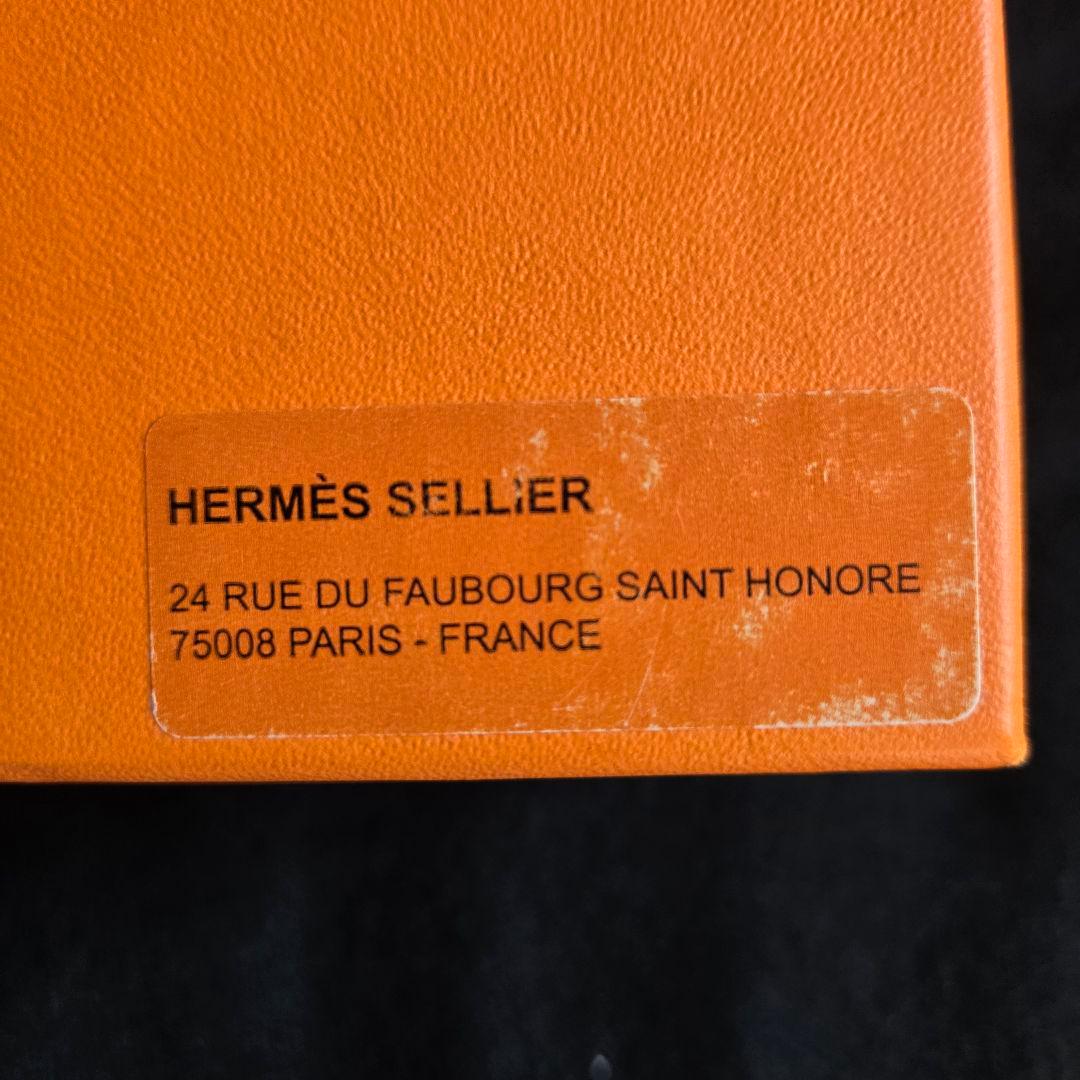 HERMÈS SELLIER
24 RUE DU FAUBOURG SAINT HONORE
75008 PARIS - FRANCE